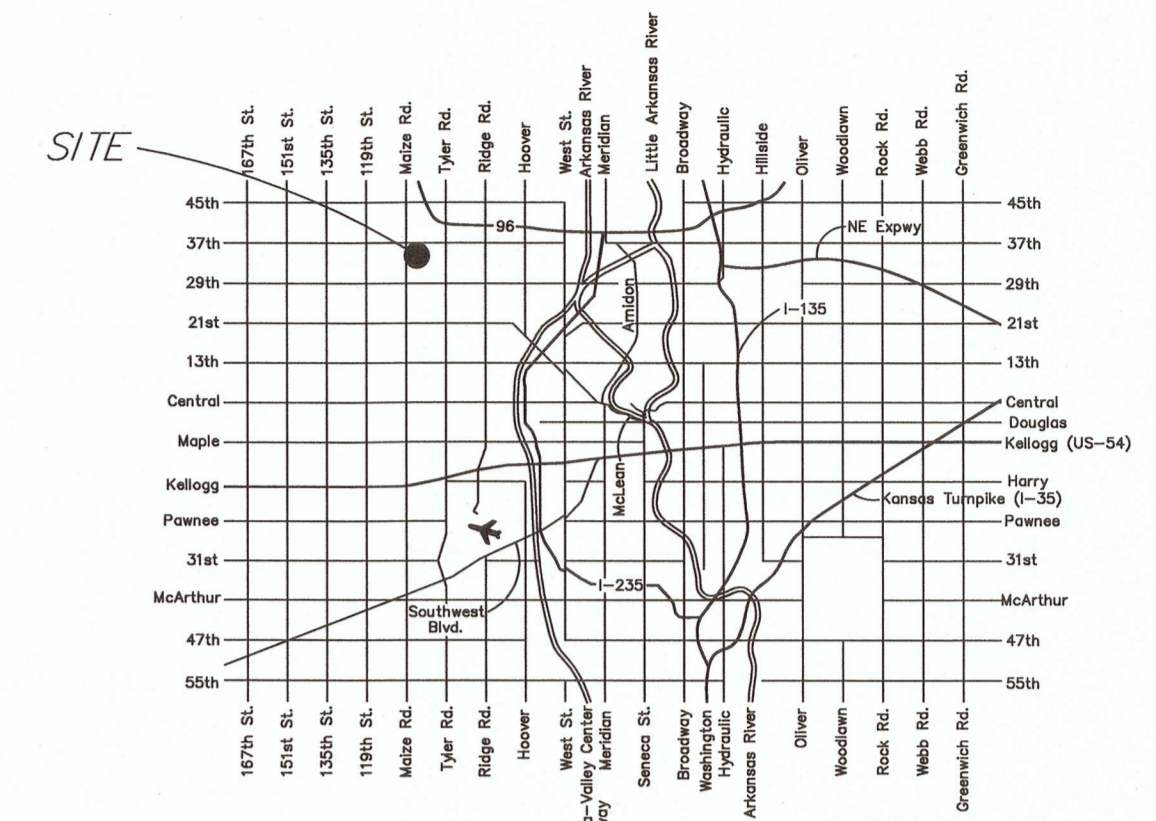 SITE
167th St.
151st St.
135th St.
119th St.
Maize Rd.
Tyler Rd.
Ridge Rd.
Hoover
West St.
Arkansas River
Meridian
Little Arkansas River
Broadway
Hydraulic
Hillside
Oliver
Woodlawn
Rock Rd.
Webb Rd.
Greenwich Rd.
45th
37th
29th
21st
13th
Central
Maple
Kellogg
Pawnee
31st
McArthur
47th
55th
96
Amidon
I-135
NE Expwy
McLean
I-235
Southwest
Blvd.
Kansas Turnpike (I-35)
45th
37th
29th
21st
13th
Central
Douglas
Kellogg (US-54)
Harry
Pawnee
31st
McArthur
47th
55th
167th St.
151st St.
135th St.
119th St.
Maize Rd.
Tyler Rd.
Ridge Rd.
Hoover
West St.
a-Valley Center
way
Meridian
Seneca St.
Broadway
Washington
Hydraulic
Arkansas River
Oliver
Woodlawn
Rock Rd.
Webb Rd.
Greenwich Rd.